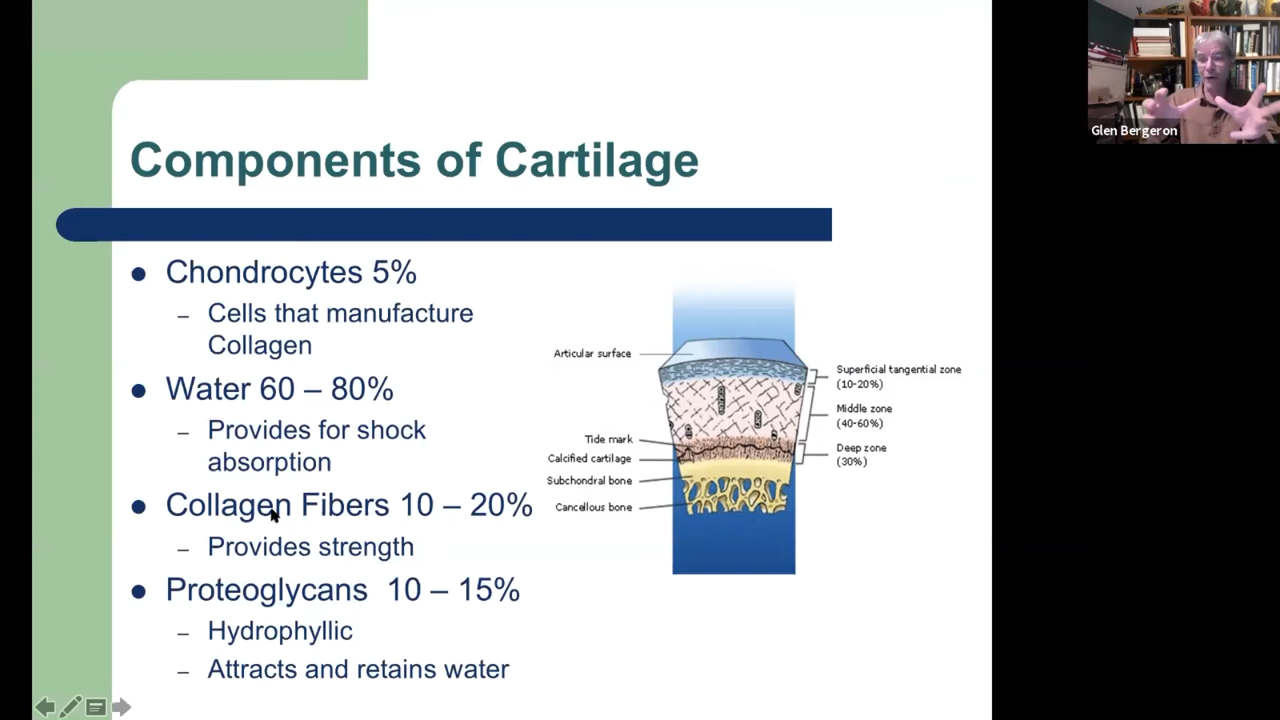 Glen Bergeron
Components of Cartilage
Chondrocytes 5%
Cells that manufacture
Collagen
Water 60 – 80%
Provides for shock
absorption
Collagen Fibers 10 – 20%
Provides strength
Proteoglycans 10 – 15%
Hydrophyllic
Attracts and retains water
Articular surface
Tide mark
Calcified cartilage
Subchondral bone
Cancellous bone
Superficial tangential zone
(10-20%)
Middle zone
(40-60%)
Deep zone
(30%)